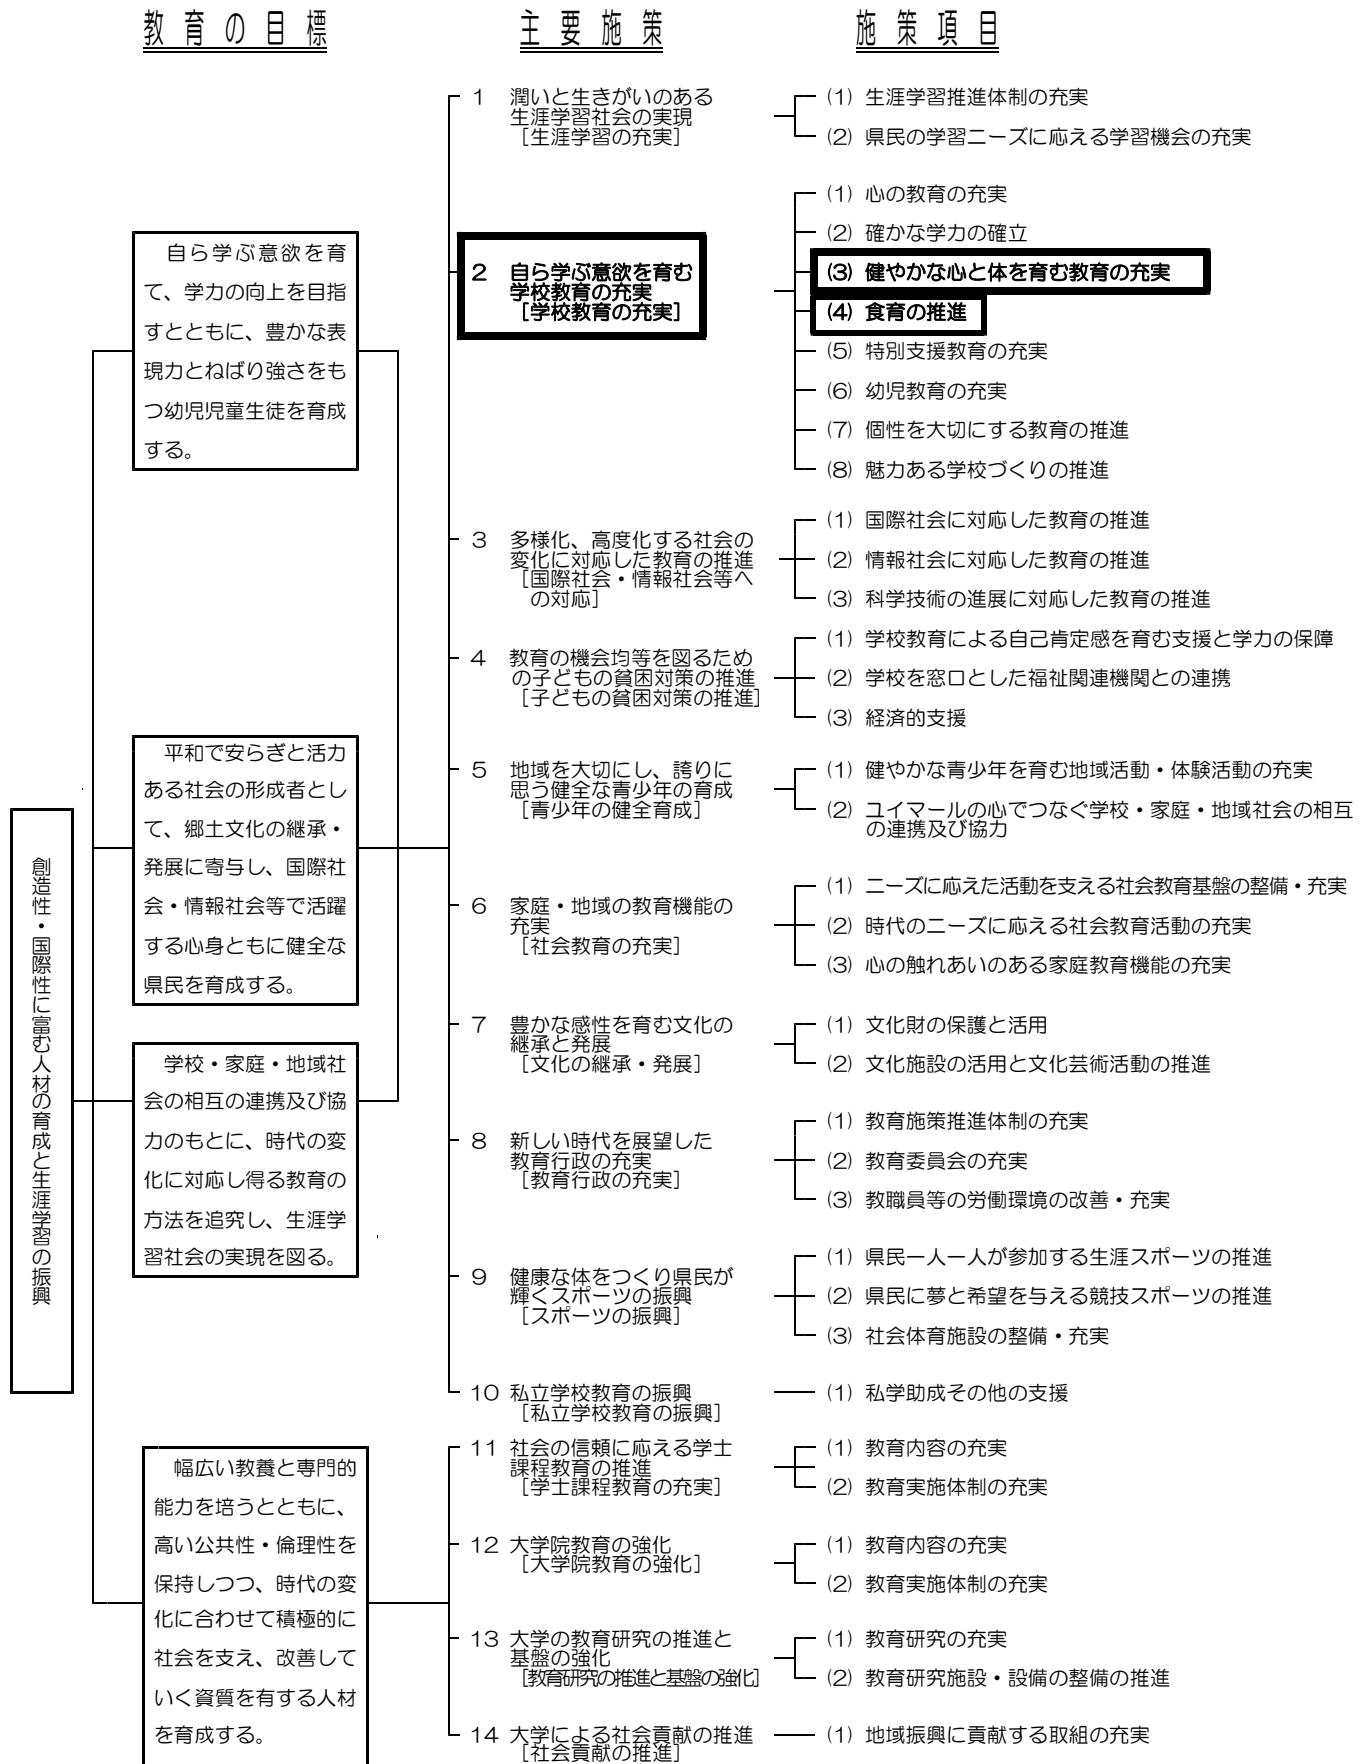 教育の目標
主要施策
施策項目
創造性・国際性に富む人材の育成と生涯学習の振興
自ら学ぶ意欲を育
て、学力の向上を目指
すとともに、豊かな表
現力とねばり強さをも
つ幼児児童生徒を育成
する。
平和で安らぎと活力
ある社会の形成者とし
て、郷土文化の継承・
発展に寄与し、国際社
会・情報社会等で活躍
する心身ともに健全な
県民を育成する。
学校・家庭・地域社
会の相互の連携及び協
力のもとに、時代の変
化に対応し得る教育の
方法を追究し、生涯学
習社会の実現を図る。
幅広い教養と専門的
能力を培うとともに、
高い公共性・倫理性を
保持しつつ、時代の変
化に合わせて積極的に
社会を支え、改善して
いく資質を有する人材
を育成する。
1 潤いと生きがいのある
生涯学習社会の実現
［生涯学習の充実］
(1) 生涯学習推進体制の充実
(2) 県民の学習ニーズに応える学習機会の充実
2 自ら学ぶ意欲を育む
学校教育の充実
［学校教育の充実］
(1) 心の教育の充実
(2) 確かな学力の確立
(3) 健やかな心と体を育む教育の充実
(4) 食育の推進
(5) 特別支援教育の充実
(6) 幼児教育の充実
(7) 個性を大切にする教育の推進
(8) 魅力ある学校づくりの推進
3 多様化、高度化する社会の
変化に対応した教育の推進
［国際社会・情報社会等へ
の対応］
(1) 国際社会に対応した教育の推進
(2) 情報社会に対応した教育の推進
(3) 科学技術の進展に対応した教育の推進
4 教育の機会均等を図るため
の子どもの貧困対策の推進
［子どもの貧困対策の推進］
(1) 学校教育による自己肯定感を育む支援と学力の保障
(2) 学校を窓口とした福祉関連機関との連携
(3) 経済的支援
5 地域を大切にし、誇りに
思う健全な青少年の育成
［青少年の健全育成］
(1) 健やかな青少年を育む地域活動・体験活動の充実
(2) ユイマールの心でつなぐ学校・家庭・地域社会の相互
の連携及び協力
6 家庭・地域の教育機能の
充実
［社会教育の充実］
(1) ニーズに応えた活動を支える社会教育基盤の整備・充実
(2) 時代のニーズに応える社会教育活動の充実
(3) 心の触れあいのある家庭教育機能の充実
7 豊かな感性を育む文化の
継承と発展
［文化の継承・発展］
(1) 文化財の保護と活用
(2) 文化施設の活用と文化芸術活動の推進
8 新しい時代を展望した
教育行政の充実
［教育行政の充実］
(1) 教育施策推進体制の充実
(2) 教育委員会の充実
(3) 教職員等の労働環境の改善・充実
9 健康な体をつくり県民が
輝くスポーツの振興
［スポーツの振興］
(1) 県民一人一人が参加する生涯スポーツの推進
(2) 県民に夢と希望を与える競技スポーツの推進
(3) 社会体育施設の整備・充実
10 私立学校教育の振興
［私立学校教育の振興］
(1) 私学助成その他の支援
11 社会の信頼に応える学士
課程教育の推進
［学士課程教育の充実］
(1) 教育内容の充実
(2) 教育実施体制の充実
12 大学院教育の強化
［大学院教育の強化］
(1) 教育内容の充実
(2) 教育実施体制の充実
13 大学の教育研究の推進と
基盤の強化
［教育研究の推進と基盤の強化］
(1) 教育研究の充実
(2) 教育研究施設・設備の整備の推進
14 大学による社会貢献の推進
［社会貢献の推進］
(1) 地域振興に貢献する取組の充実